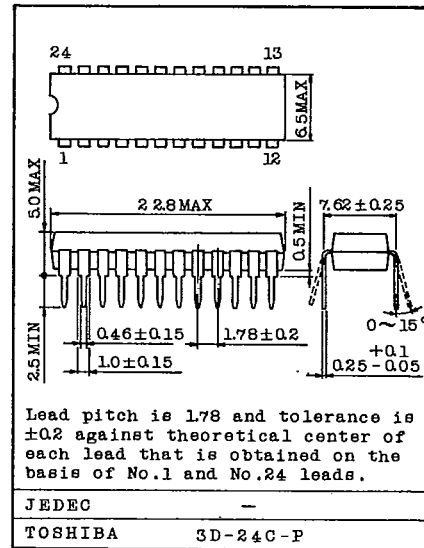 24 13
6.5MAX
1 12
5.0MAX
22.8MAX
0.5MIN
7.62±0.25
2.5MIN
0.46±0.15
1.78±0.2
1.0±0.15
0~15°
+0.1
0.25-0.05
Lead pitch is 1.78 and tolerance is
±0.2 against theoretical center of
each lead that is obtained on the
basis of No.1 and No.24 leads.
JEDEC —
TOSHIBA 3D-24C-P